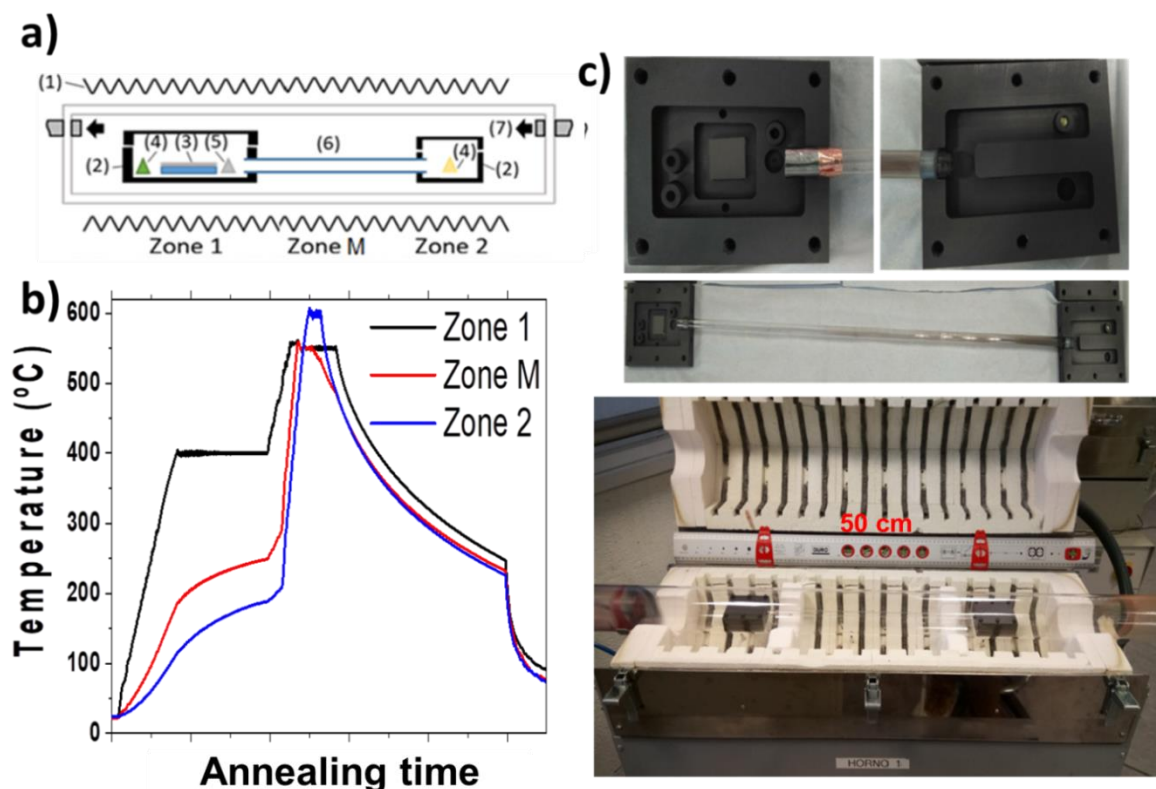 a)
(1)
(7)
(4) (3) (5)
(6)
(4)
(2)
(2)
Zone 1
Zone M
Zone 2
b)
600
500
400
300
200
100
0
Temperature (ºC)
Zone 1
Zone M
Zone 2
Annealing time
c)
50 cm
HORNO 1